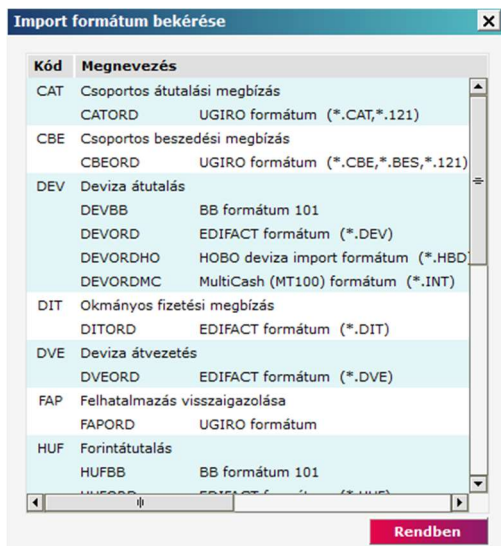 Import formátum bekérése
Kód Megnevezés
CAT Csoportos átutalási megbízás
CATORD UGIRO formátum (*.CAT,*.121)
CBE Csoportos beszedési megbízás
CBEORD UGIRO formátum (*.CBE,*.BES,*.121)
DEV Deviza átutalás
DEVBB BB formátum 101
DEVORD EDIFACT formátum (*.DEV)
DEVORDHO HOBO deviza import formátum (*.HBD)
DEVORDMC MultiCash (MT100) formátum (*.INT)
DIT Okmányos fizetési megbízás
DITORD EDIFACT formátum (*.DIT)
DVE Deviza átvezetés
DVEORD EDIFACT formátum (*.DVE)
FAP Felhatalmazás visszaigazolása
FAPORD UGIRO formátum
HUF Forintátutalás
HUFBB BB formátum 101
Rendben